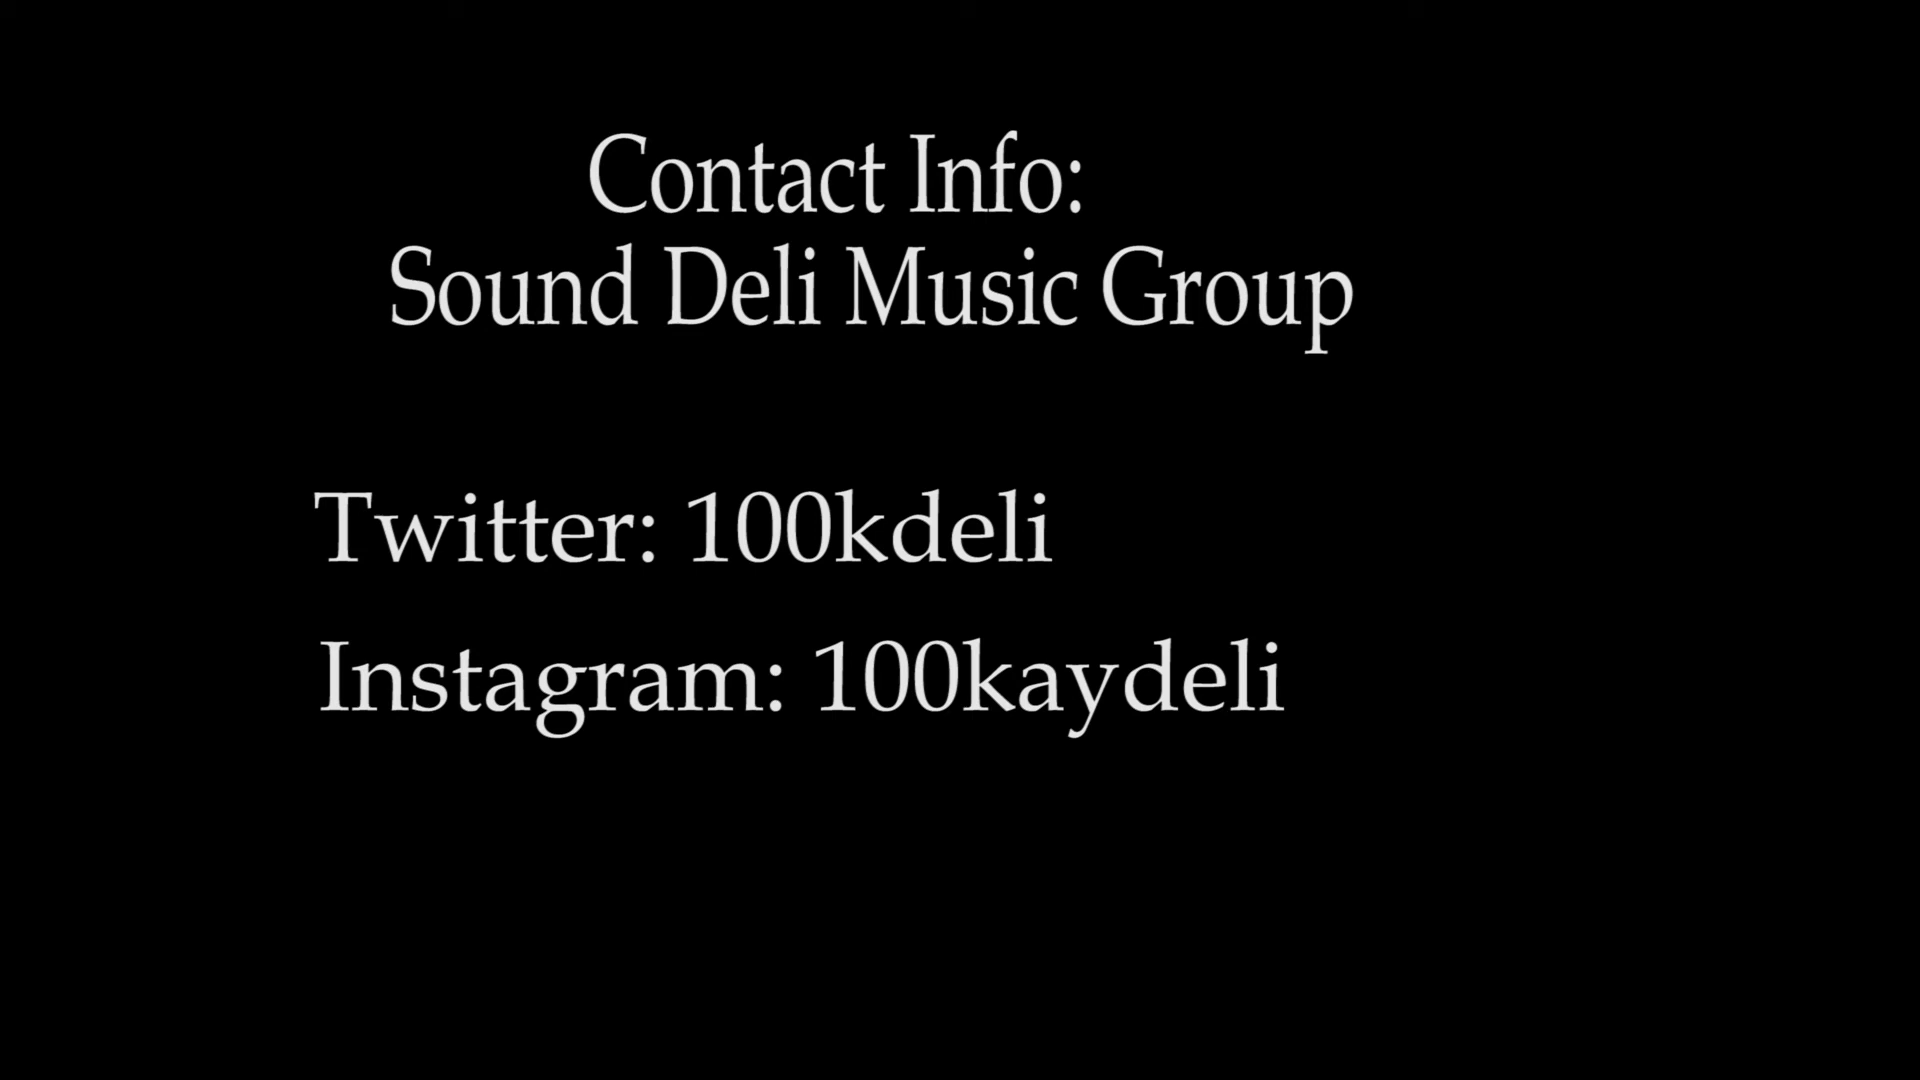 Contact Info:
Sound Deli Music Group
Twitter: 100kdeli
Instagram: 100kaydeli